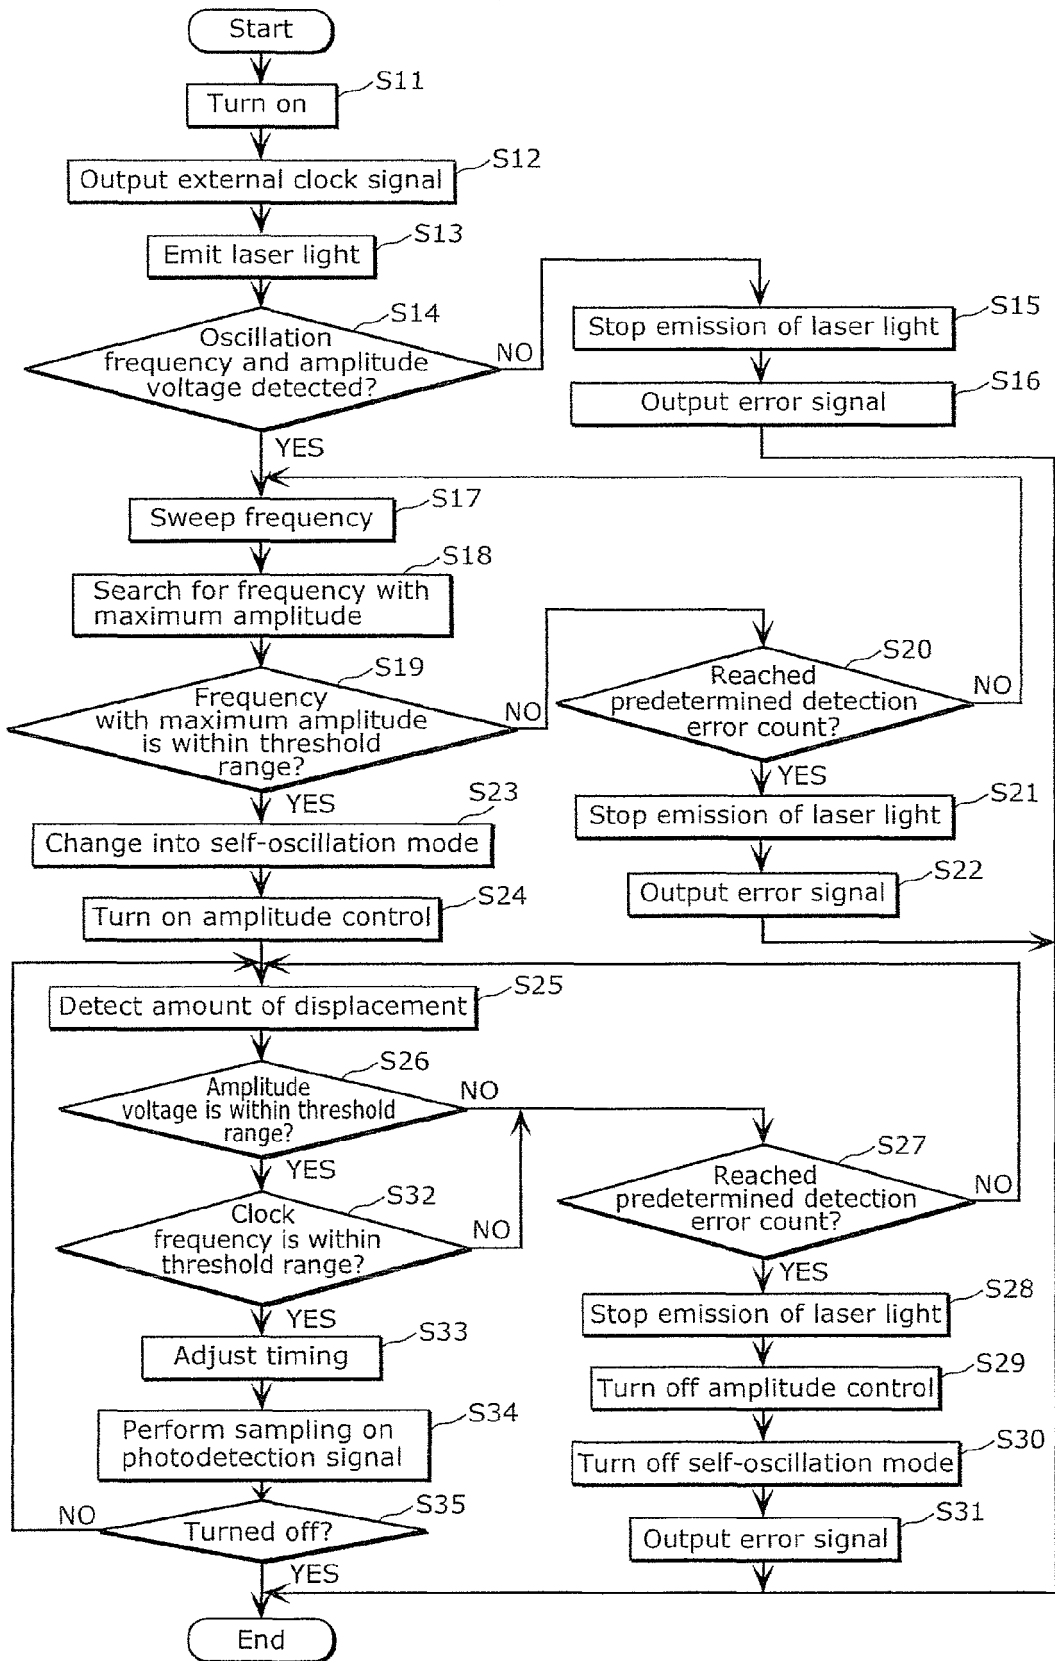 Start
S11
Turn on
S12
Output external clock signal
S13
Emit laser light
S14
Oscillation
frequency and amplitude
voltage detected?
NO
YES
S15
Stop emission of laser light
S16
Output error signal
S17
Sweep frequency
S18
Search for frequency with
maximum amplitude
S19
Frequency
with maximum amplitude
is within threshold
range?
NO
YES
S20
Reached
predetermined detection
error count?
NO
YES
S21
Stop emission of laser light
S22
Output error signal
S23
Change into self-oscillation mode
S24
Turn on amplitude control
S25
Detect amount of displacement
S26
Amplitude
voltage is within threshold
range?
NO
YES
S27
Reached
predetermined detection
error count?
NO
YES
S28
Stop emission of laser light
S29
Turn off amplitude control
S30
Turn off self-oscillation mode
S31
Output error signal
S32
Clock
frequency is within
threshold range?
NO
YES
S33
Adjust timing
S34
Perform sampling on
photodetection signal
S35
Turned off?
NO
YES
End